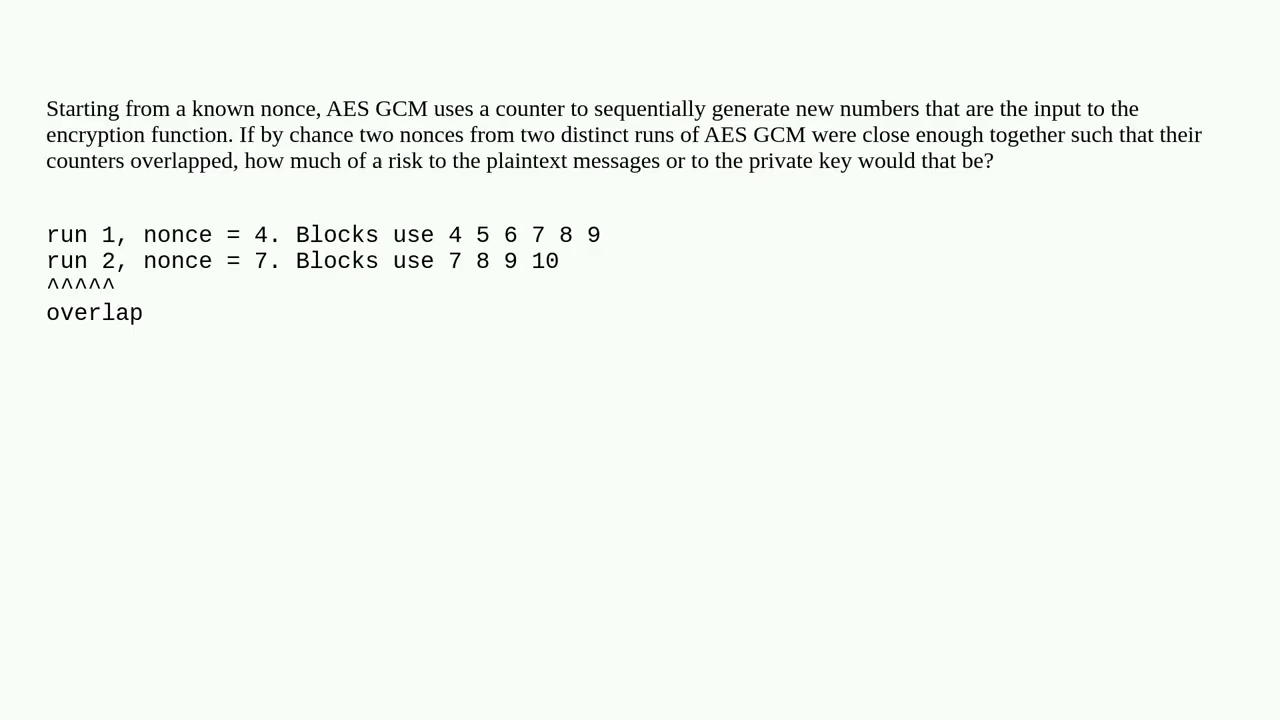 Starting from a known nonce, AES GCM uses a counter to sequentially generate new numbers that are the input to the
encryption function. If by chance two nonces from two distinct runs of AES GCM were close enough together such that their
counters overlapped, how much of a risk to the plaintext messages or to the private key would that be?
run 1, nonce = 4. Blocks use 4 5 6 7 8 9
run 2, nonce = 7. Blocks use 7 8 9 10
^^^^^
overlap